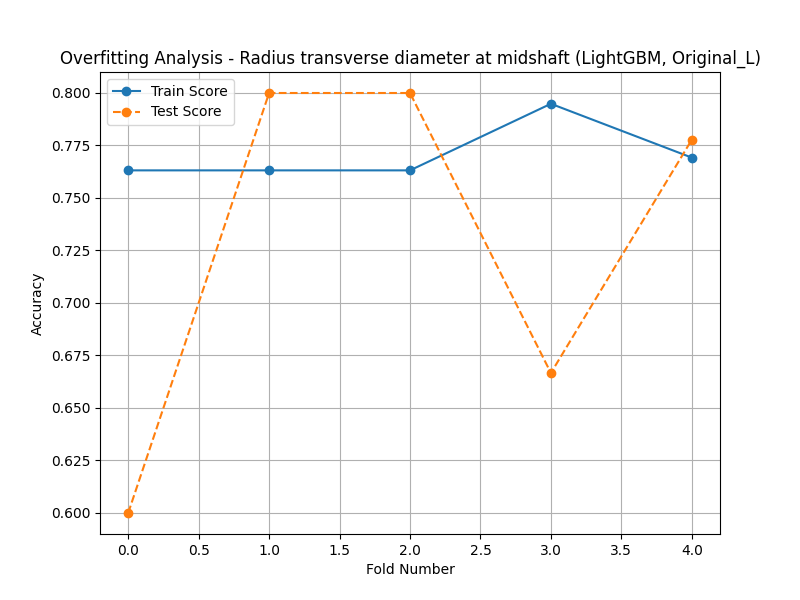 Overfitting Analysis - Radius transverse diameter at midshaft (LightGBM, Original_L)
Train Score
Test Score
0.800
0.775
0.750
0.725
0.700
0.675
0.650
0.625
0.600
Accuracy
0.0 0.5 1.0 1.5 2.0 2.5 3.0 3.5 4.0
Fold Number